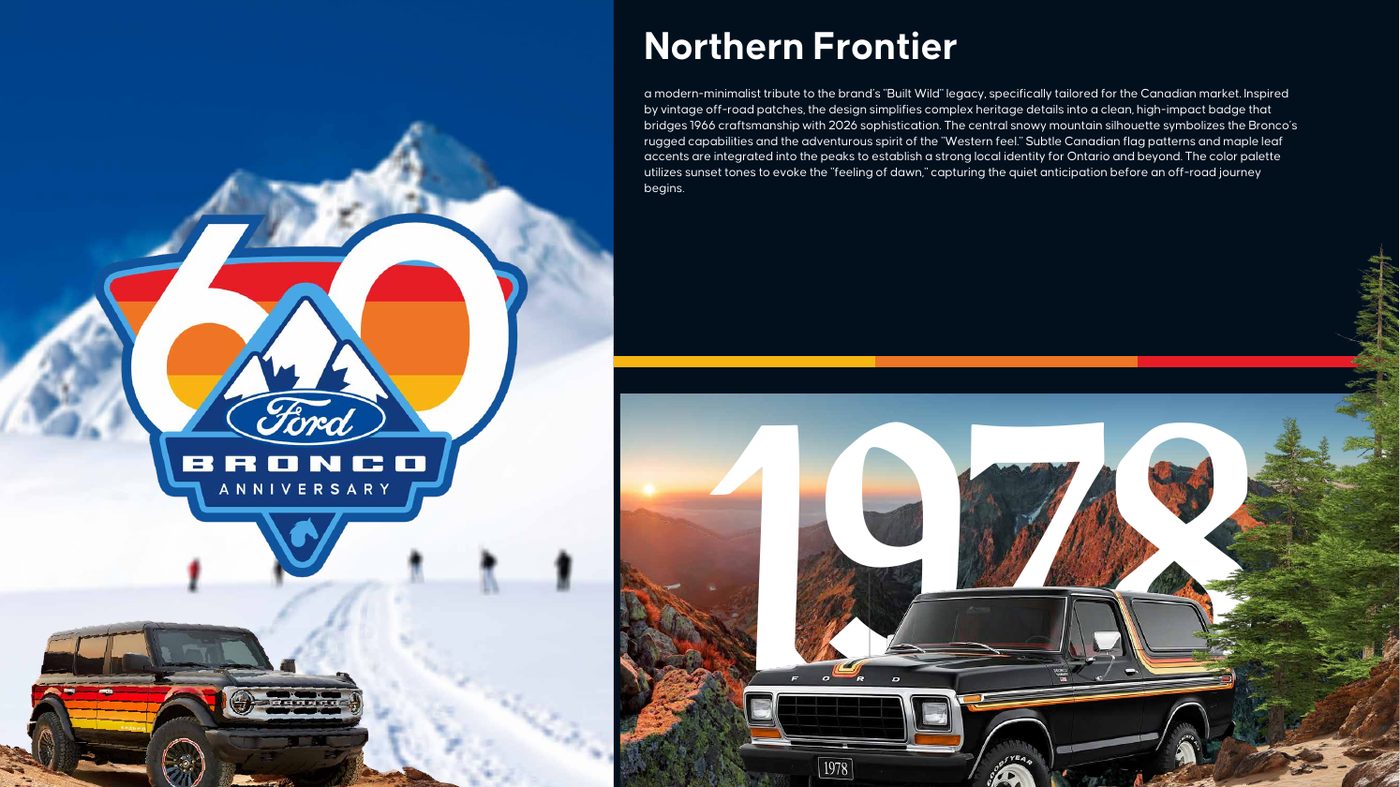 60
Ford
BRONCO
ANNIVERSARY
Northern Frontier
a modern-minimalist tribute to the brand's "Built Wild" legacy, specifically tailored for the Canadian market. Inspired
by vintage off-road patches, the design simplifies complex heritage details into a clean, high-impact badge that
bridges 1966 craftsmanship with 2026 sophistication. The central snowy mountain silhouette symbolizes the Bronco's
rugged capabilities and the adventurous spirit of the "Western feel." Subtle Canadian flag patterns and maple leaf
accents are integrated into the peaks to establish a strong local identity for Ontario and beyond. The color palette
utilizes sunset tones to evoke the "feeling of dawn," capturing the quiet anticipation before an off-road journey
begins.
1978
FORD
1978
GOODYEAR